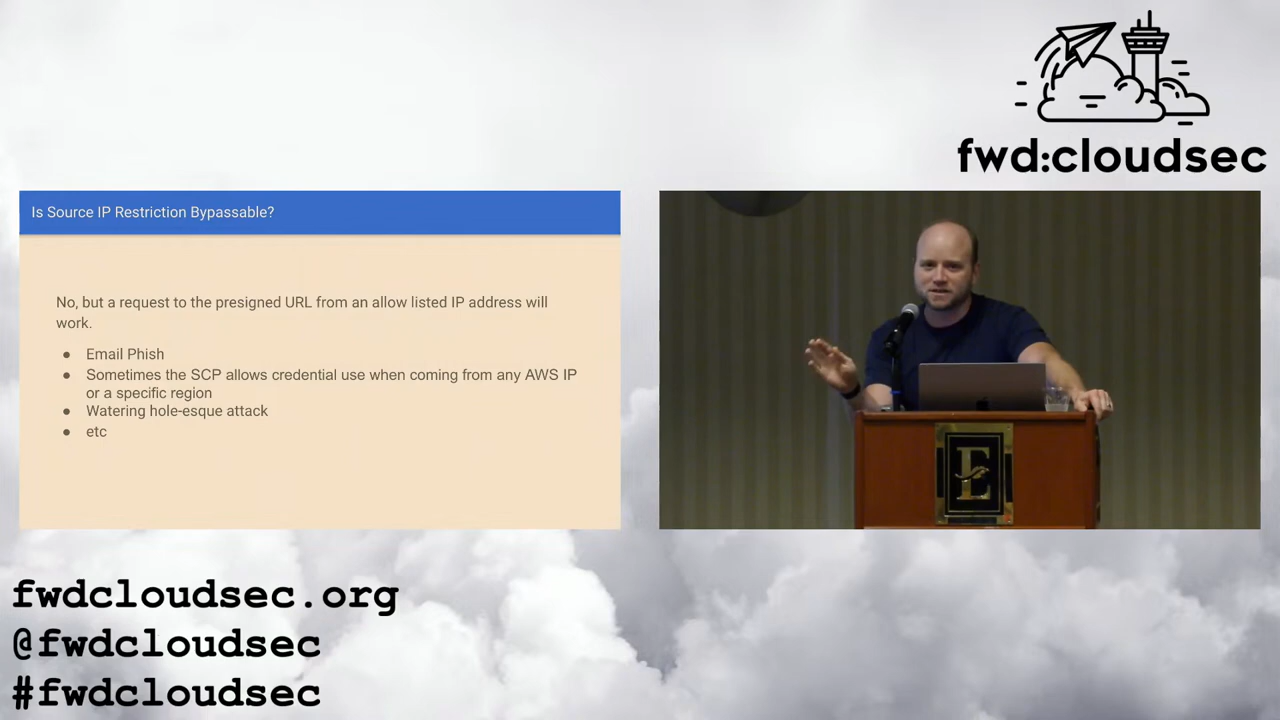 fwd:cloudsec
Is Source IP Restriction Bypassable?
No, but a request to the presigned URL from an allow listed IP address will
work.
● Email Phish
● Sometimes the SCP allows credential use when coming from any AWS IP
or a specific region
● Watering hole-esque attack
● etc
E
fwdcloudsec.org
@fwdcloudsec
#fwdcloudsec